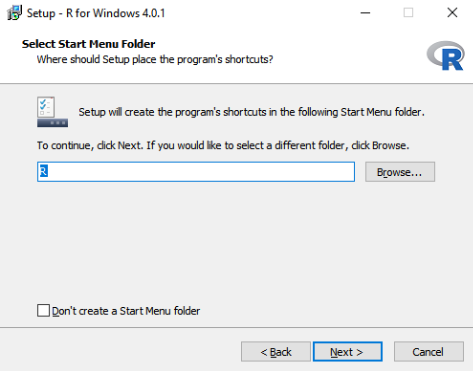 Setup - R for Windows 4.0.1
Select Start Menu Folder
Where should Setup place the program's shortcuts?
R
Setup will create the program's shortcuts in the following Start Menu folder.
To continue, click Next. If you would like to select a different folder, click Browse.
R
Browse...
Don't create a Start Menu folder
< Back
Next >
Cancel